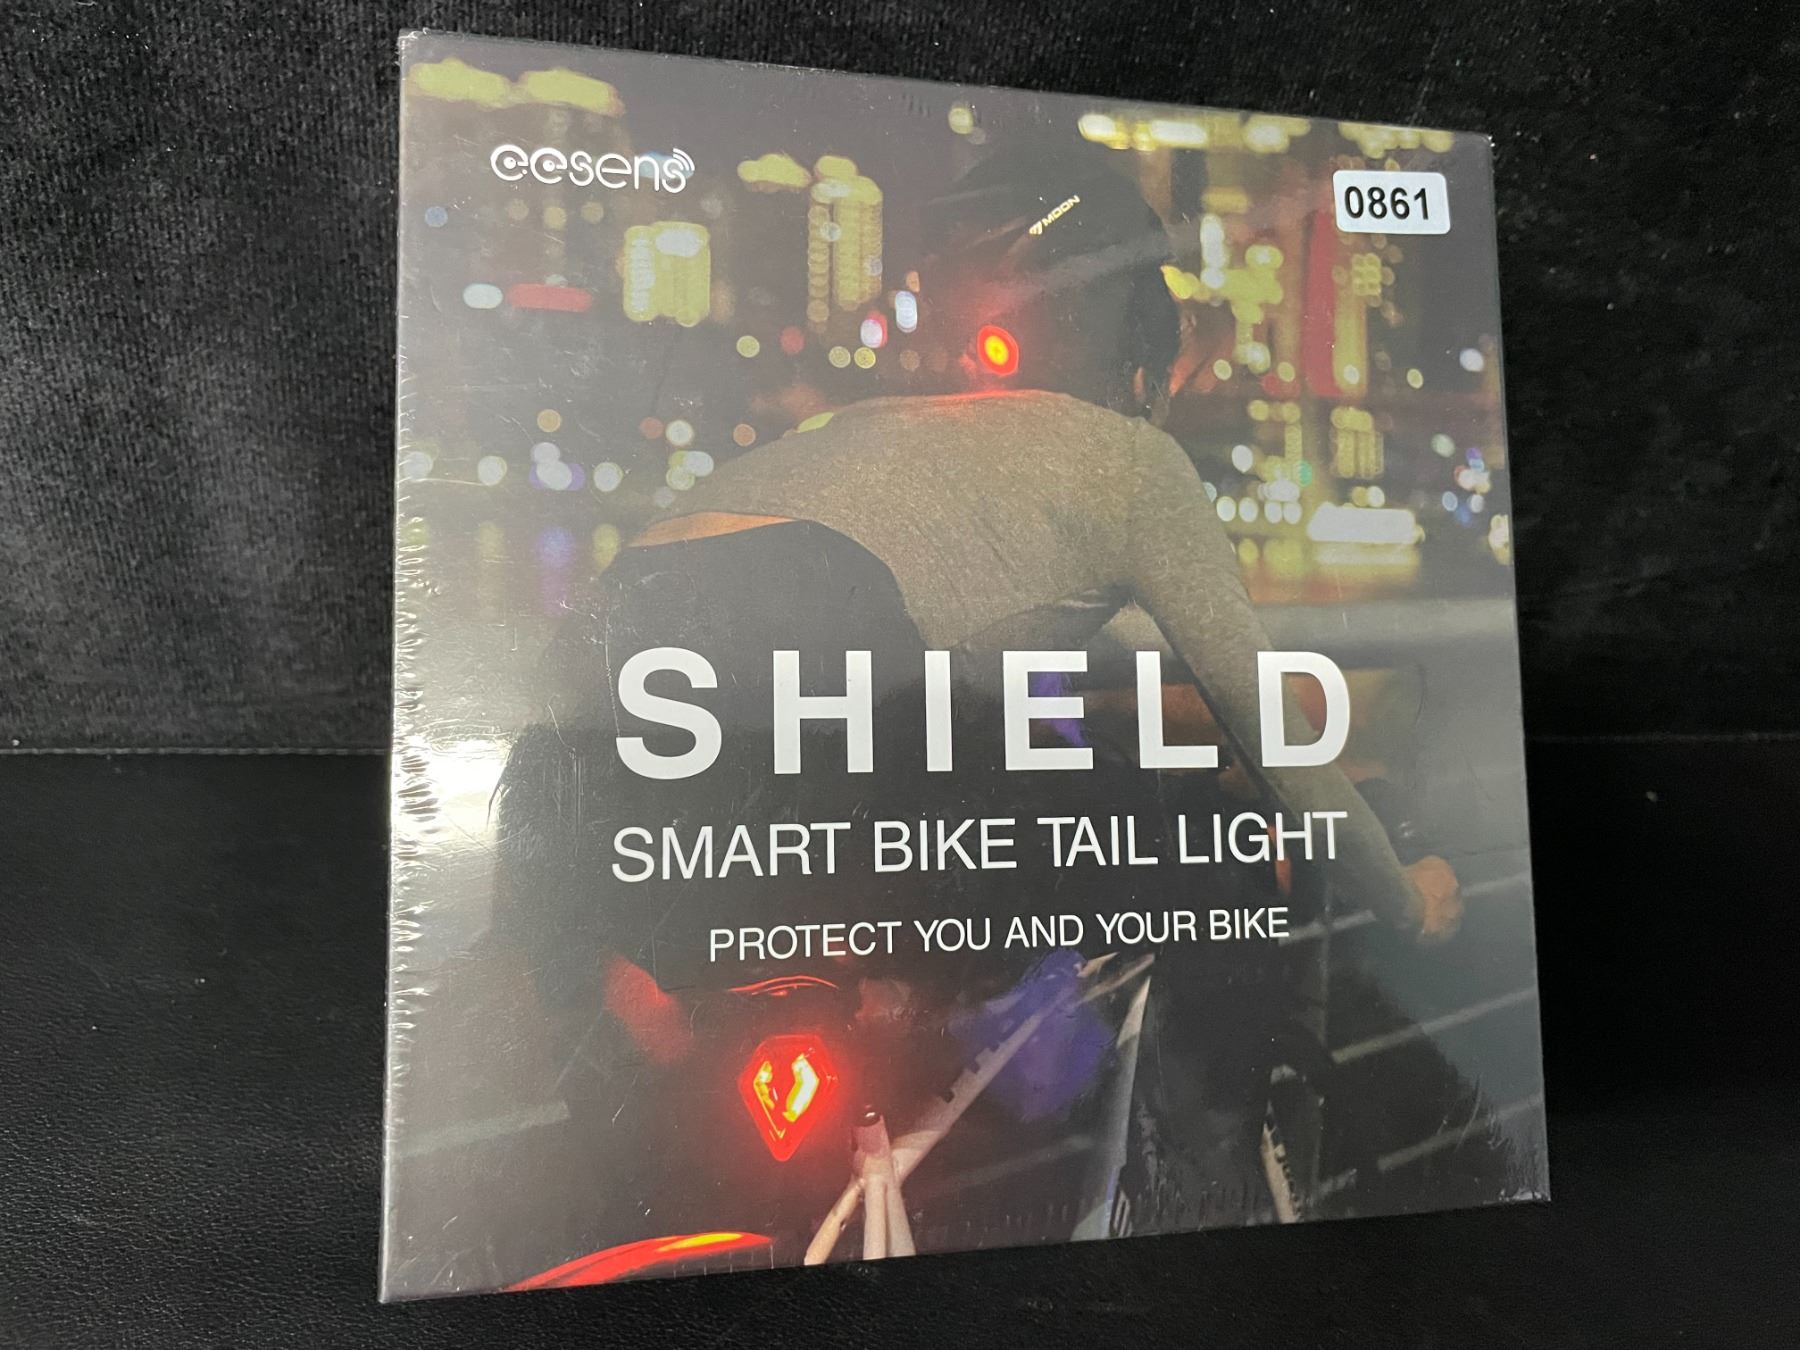 eesens
0861
MOON
SHIELD
SMART BIKE TAIL LIGHT
PROTECT YOU AND YOUR BIKE